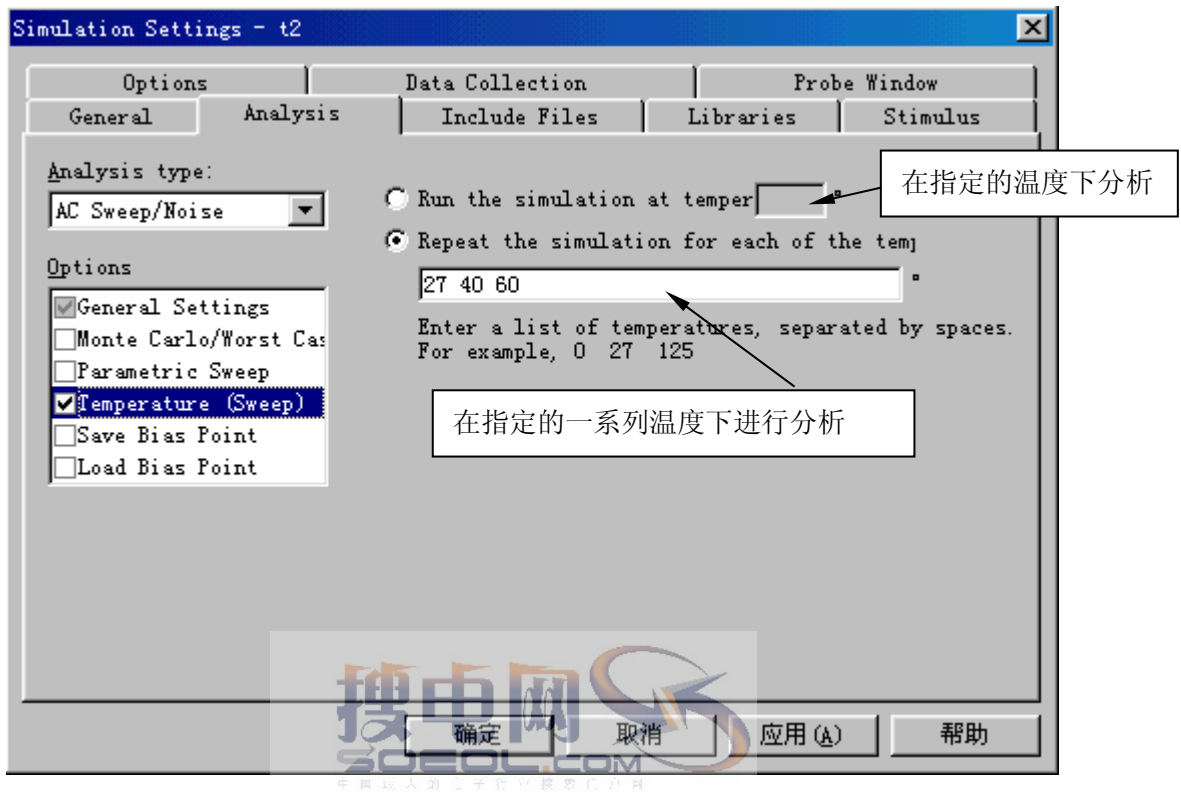 Simulation Settings - t2
Options Data Collection Probe Window
General Analysis Include Files Libraries Stimulus
Analysis type:
AC Sweep/Noise
Run the simulation at temper
在指定的温度下分析
Repeat the simulation for each of the temp
27 40 60
Enter a list of temperatures, separated by spaces.
For example, 0 27 125
Options
General Settings
Monte Carlo/Worst Cas
Parametric Sweep
Temperature (Sweep)
Save Bias Point
Load Bias Point
在指定的一系列温度下进行分析
搜电网
SOEOL.COM
确定 取消 应用(A) 帮助